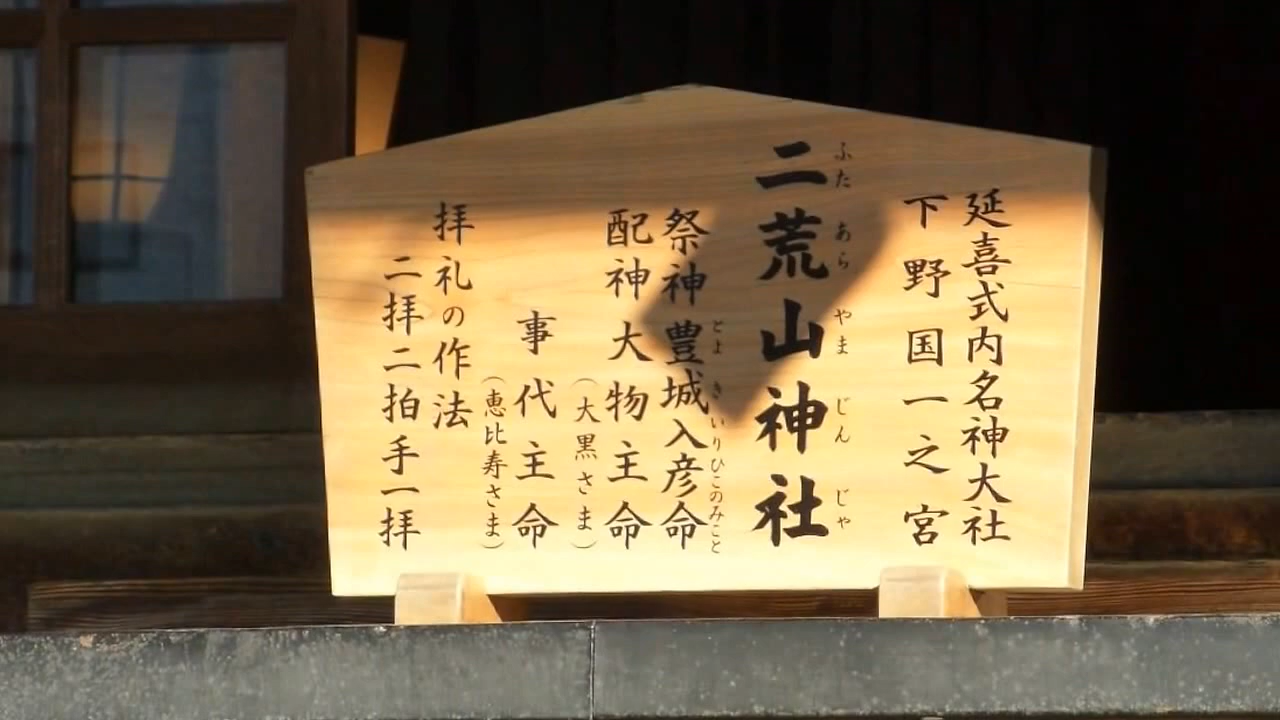 延喜式内名神大社
下野国一之宮
二荒山神社
ふた あら やま じん じゃ
祭神 豊城入彦命
とよ き いりひこのみこと
配神 大物主命
(大黒さま)
事代主命
(恵比寿さま)
拝礼の作法
二拝二拍手一拝